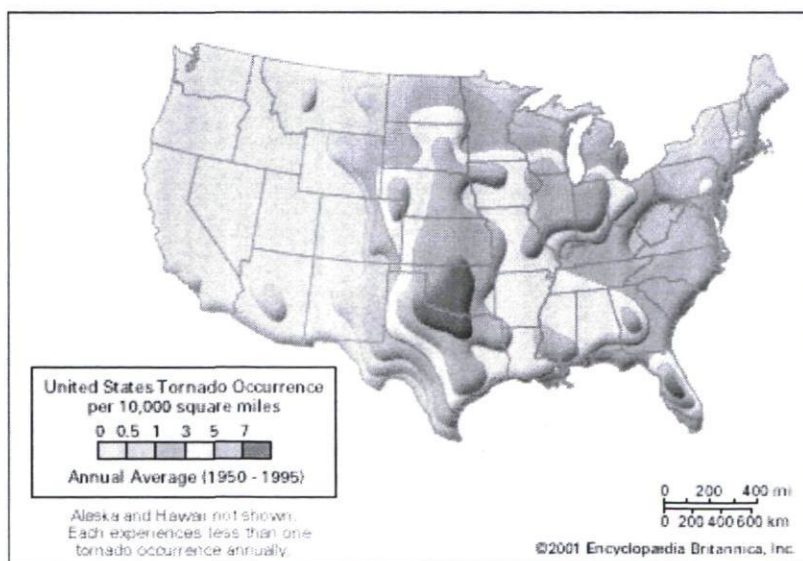 United States Tornado Occurrence
per 10,000 square miles
0 0.5 1 3 5 7
Annual Average (1950 - 1995)
Alaska and Hawaii not shown.
Each experiences less than one
tornado occurrence annually.
0 200 400 mi
0 200 400 600 km
©2001 Encyclopædia Britannica, Inc.